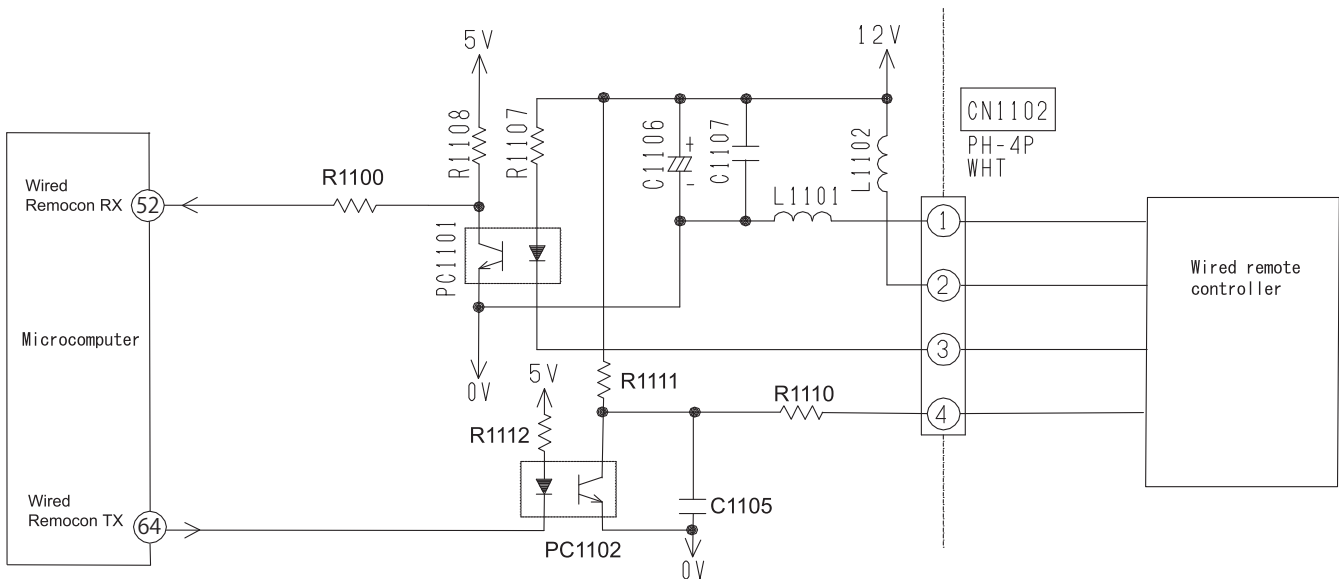 5V
12V
R1108
R1107
C1106
+
-
C1107
L1102
CN1102
PH-4P
WHT
Wired
Remocon RX
52
R1100
PC1101
L1101
1
2
3
4
Wired remote
controller
Microcomputer
0V
5V
R1111
R1110
R1112
C1105
Wired
Remocon TX
64
PC1102
0V